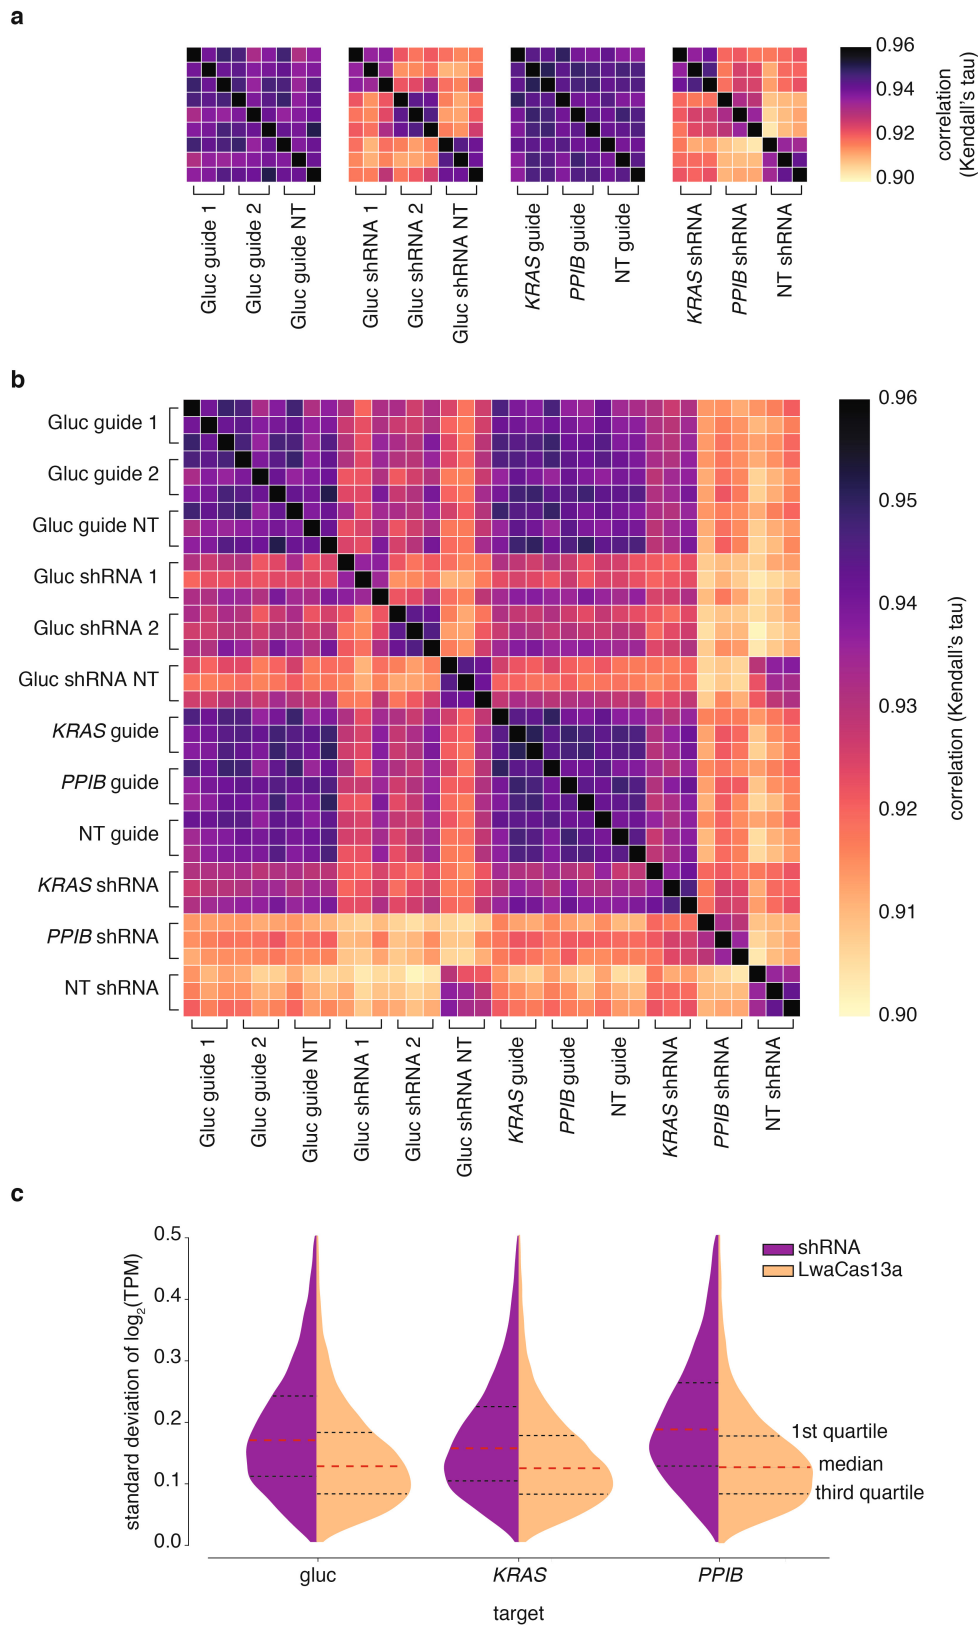 a
0.96
0.94
0.92
0.90
correlation
(Kendall's tau)
Gluc guide 1
Gluc guide 2
Gluc guide NT
Gluc shRNA 1
Gluc shRNA 2
Gluc shRNA NT
KRAS guide
PPIB guide
NT guide
KRAS shRNA
PPIB shRNA
NT shRNA
b
Gluc guide 1
Gluc guide 2
Gluc guide NT
Gluc shRNA 1
Gluc shRNA 2
Gluc shRNA NT
KRAS guide
PPIB guide
NT guide
KRAS shRNA
PPIB shRNA
NT shRNA
0.96
0.95
0.94
0.93
0.92
0.91
0.90
correlation (Kendall's tau)
Gluc guide 1
Gluc guide 2
Gluc guide NT
Gluc shRNA 1
Gluc shRNA 2
Gluc shRNA NT
KRAS guide
PPIB guide
NT guide
KRAS shRNA
PPIB shRNA
NT shRNA
c
standard deviation of log₂(TPM)
0.5
0.4
0.3
0.2
0.1
0.0
shRNA
LwaCas13a
1st quartile
median
third quartile
gluc
KRAS
PPIB
target